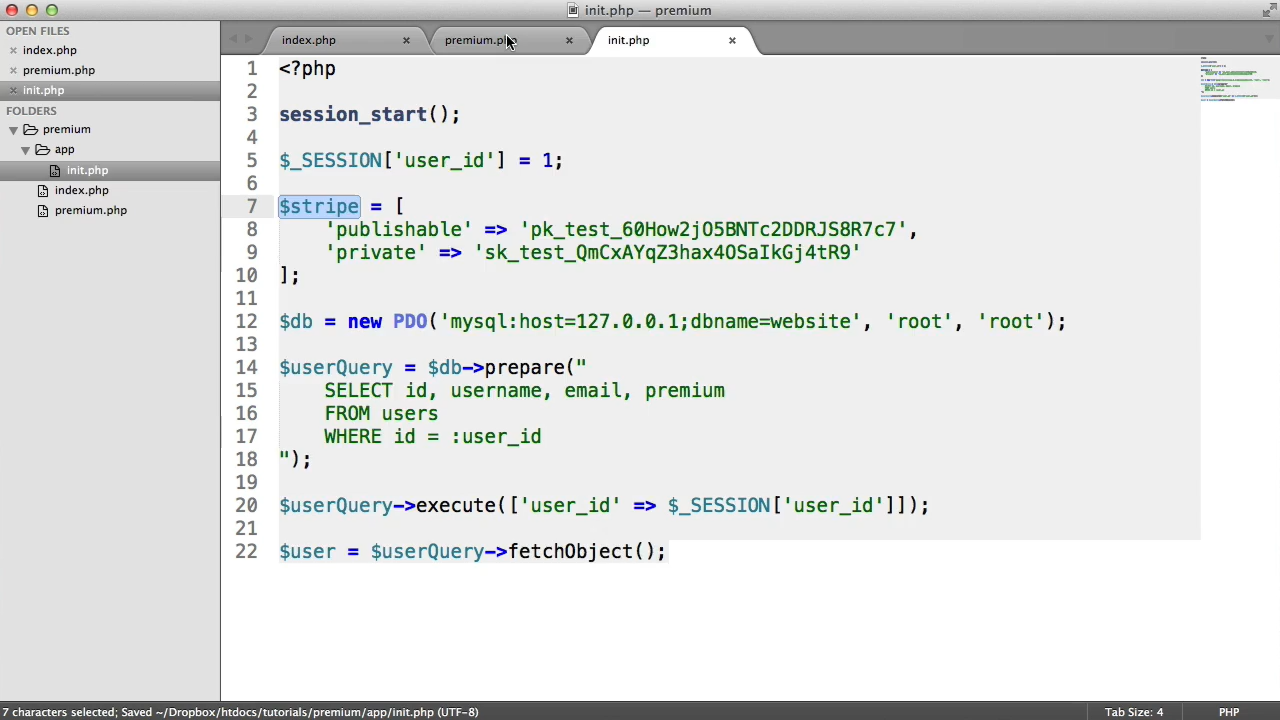 init.php — premium
OPEN FILES
index.php
premium.php
init.php
FOLDERS
premium
app
init.php
index.php
premium.php
index.php
premium.php
init.php
1 <?php
2
3 session_start();
4
5 $_SESSION['user_id'] = 1;
6
7 $stripe = [
8 'publishable' => 'pk_test_60How2jO5BNTc2DDRJS8R7c7',
9 'private' => 'sk_test_QmCxAYqZ3hax4OSaIkGj4tR9'
10 ];
11
12 $db = new PDO('mysql:host=127.0.0.1;dbname=website', 'root', 'root');
13
14 $userQuery = $db->prepare("
15 SELECT id, username, email, premium
16 FROM users
17 WHERE id = :user_id
18 ");
19
20 $userQuery->execute(['user_id' => $_SESSION['user_id']]);
21
22 $user = $userQuery->fetchObject();
7 characters selected; Saved ~/Dropbox/htdocs/tutorials/premium/app/init.php (UTF-8)
Tab Size: 4
PHP